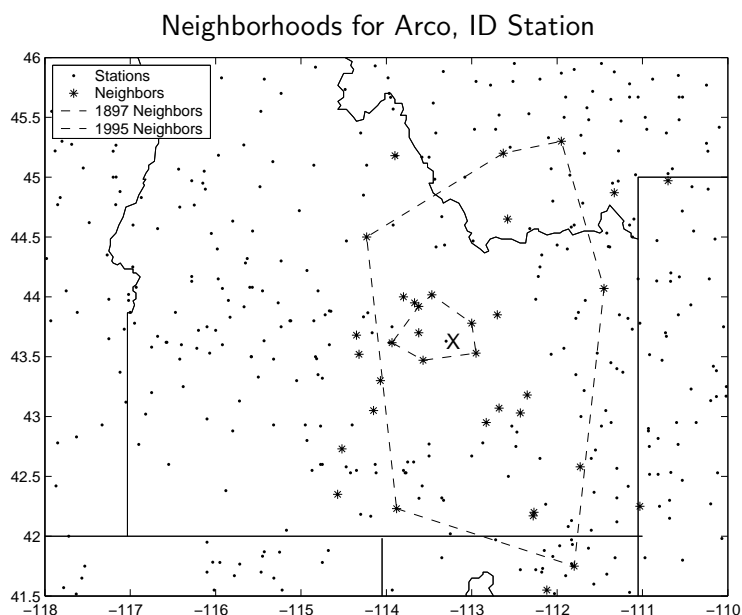 Neighborhoods for Arco, ID Station
46
Stations
Neighbors
1897 Neighbors
1995 Neighbors
45.5
45
44.5
44
X
43.5
43
42.5
42
41.5
−118 −117 −116 −115 −114 −113 −112 −111 −110